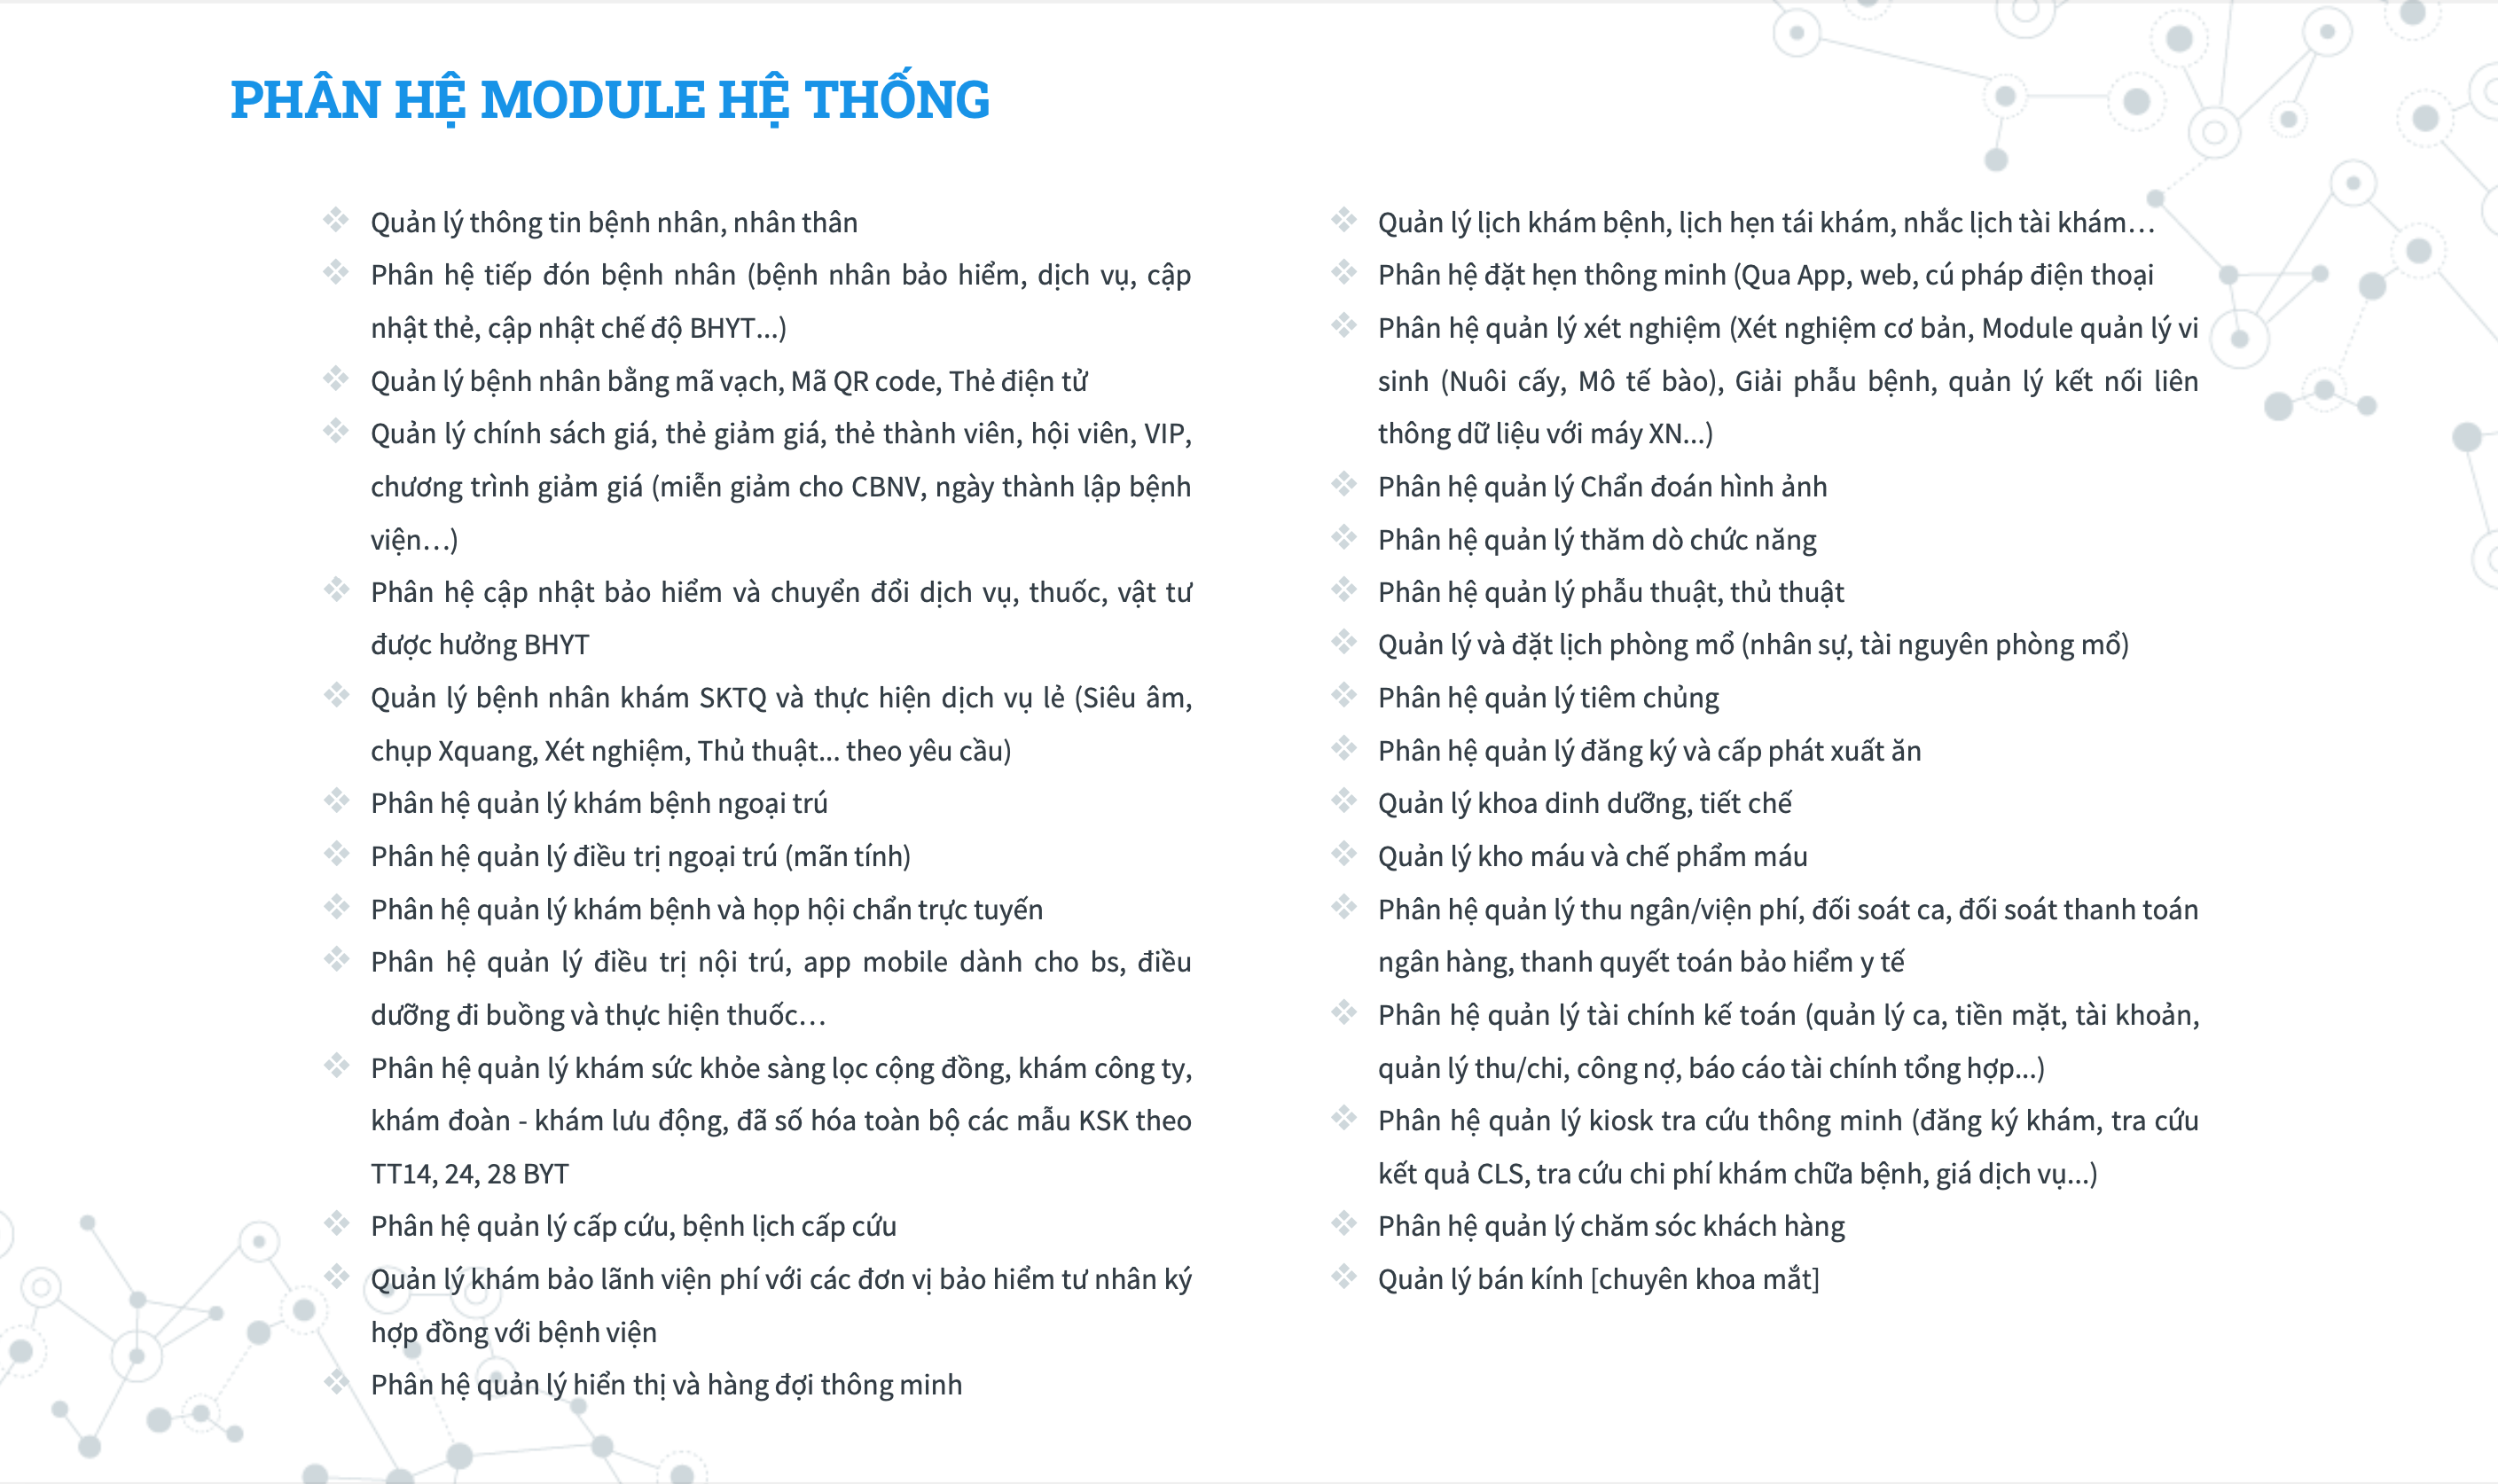 PHÂN HỆ MODULE HỆ THỐNG
Quản lý thông tin bệnh nhân, nhân thân
Phân hệ tiếp đón bệnh nhân (bệnh nhân bảo hiểm, dịch vụ, cập
nhật thẻ, cập nhật chế độ BHYT...)
Quản lý bệnh nhân bằng mã vạch, Mã QR code, Thẻ điện tử
Quản lý chính sách giá, thẻ giảm giá, thẻ thành viên, hội viên, VIP,
chương trình giảm giá (miễn giảm cho CBNV, ngày thành lập bệnh
viện…)
Phân hệ cập nhật bảo hiểm và chuyển đổi dịch vụ, thuốc, vật tư
được hưởng BHYT
Quản lý bệnh nhân khám SKTQ và thực hiện dịch vụ lẻ (Siêu âm,
chụp Xquang, Xét nghiệm, Thủ thuật... theo yêu cầu)
Phân hệ quản lý khám bệnh ngoại trú
Phân hệ quản lý điều trị ngoại trú (mãn tính)
Phân hệ quản lý khám bệnh và họp hội chẩn trực tuyến
Phân hệ quản lý điều trị nội trú, app mobile dành cho bs, điều
dưỡng đi buồng và thực hiện thuốc…
Phân hệ quản lý khám sức khỏe sàng lọc cộng đồng, khám công ty,
khám đoàn - khám lưu động, đã số hóa toàn bộ các mẫu KSK theo
TT14, 24, 28 BYT
Phân hệ quản lý cấp cứu, bệnh lịch cấp cứu
Quản lý khám bảo lãnh viện phí với các đơn vị bảo hiểm tư nhân ký
hợp đồng với bệnh viện
Phân hệ quản lý hiển thị và hàng đợi thông minh
Quản lý lịch khám bệnh, lịch hẹn tái khám, nhắc lịch tài khám…
Phân hệ đặt hẹn thông minh (Qua App, web, cú pháp điện thoại
Phân hệ quản lý xét nghiệm (Xét nghiệm cơ bản, Module quản lý vi
sinh (Nuôi cấy, Mô tế bào), Giải phẫu bệnh, quản lý kết nối liên
thông dữ liệu với máy XN...)
Phân hệ quản lý Chẩn đoán hình ảnh
Phân hệ quản lý thăm dò chức năng
Phân hệ quản lý phẫu thuật, thủ thuật
Quản lý và đặt lịch phòng mổ (nhân sự, tài nguyên phòng mổ)
Phân hệ quản lý tiêm chủng
Phân hệ quản lý đăng ký và cấp phát xuất ăn
Quản lý khoa dinh dưỡng, tiết chế
Quản lý kho máu và chế phẩm máu
Phân hệ quản lý thu ngân/viện phí, đối soát ca, đối soát thanh toán
ngân hàng, thanh quyết toán bảo hiểm y tế
Phân hệ quản lý tài chính kế toán (quản lý ca, tiền mặt, tài khoản,
quản lý thu/chi, công nợ, báo cáo tài chính tổng hợp...)
Phân hệ quản lý kiosk tra cứu thông minh (đăng ký khám, tra cứu
kết quả CLS, tra cứu chi phí khám chữa bệnh, giá dịch vụ...)
Phân hệ quản lý chăm sóc khách hàng
Quản lý bán kính [chuyên khoa mắt]